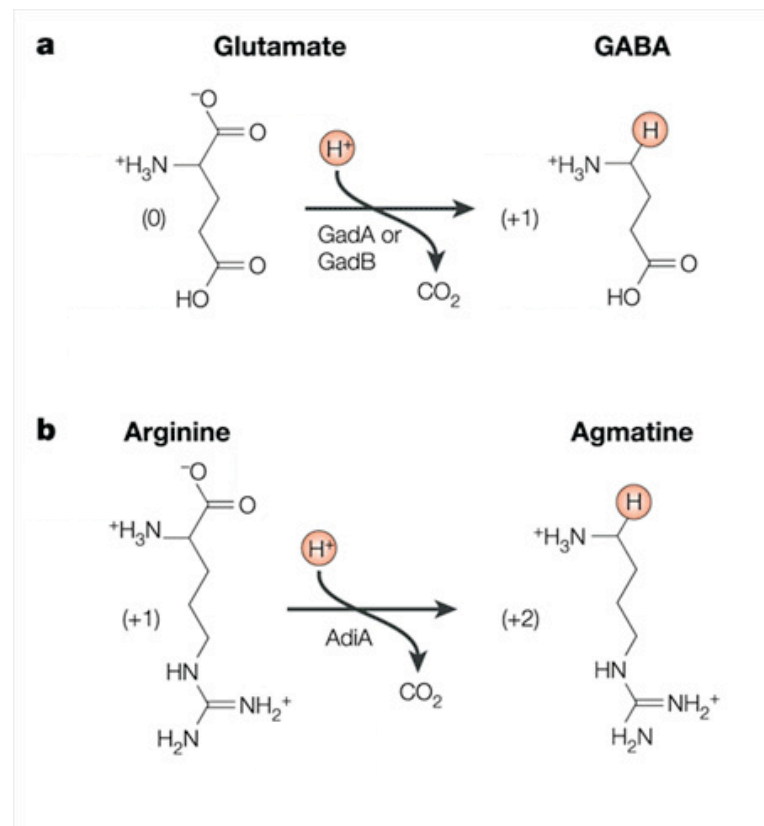 a
Glutamate
GABA
⁻O
O
⁺H₃N
(0)
O
HO
H⁺
GadA or
GadB
CO₂
H
⁺H₃N
(+1)
O
HO
b
Arginine
Agmatine
⁻O
O
⁺H₃N
(+1)
HN
NH₂⁺
H₂N
H⁺
AdiA
CO₂
H
⁺H₃N
(+2)
HN
NH₂⁺
H₂N